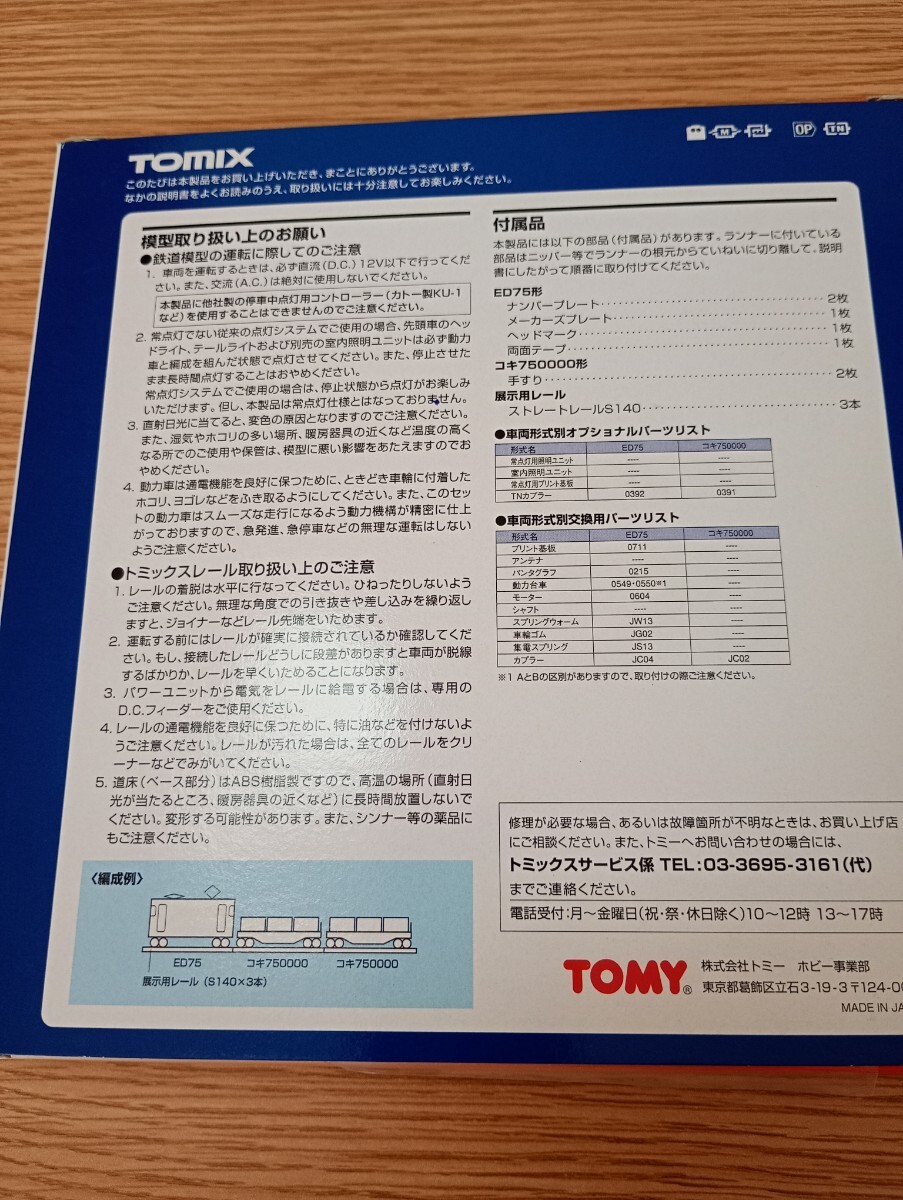 TOMIX
このたびは本製品をお買い上げいただき、まことにありがとうございます。
なかの説明書をよくお読みのうえ、取り扱いには十分注意してお楽しみください。
M
OP
TN
模型取り扱い上のお願い
●鉄道模型の運転に際してのご注意
1. 車両を運転するときは、必ず直流(D.C.) 12V以下で行ってくだ
さい。また、交流(A.C.)は絶対に使用しないでください。
本製品に他社製の停車中点灯用コントローラー(カトー製KU-1
など)を使用することはできませんのでご注意ください。
2. 常点灯でない従来の点灯システムでご使用の場合、先頭車のヘッ
ドライト、テールライトおよび別売の室内照明ユニットは必ず動力
車と編成を組んだ状態で点灯させてください。また、停止させた
まま長時間点灯することはおやめください。
常点灯システムでご使用の場合は、停止状態から点灯がお楽しみ
いただけます。但し、本製品は常点灯仕様とはなっておりません。
3. 直射日光に当てると、変色の原因となりますのでご注意ください。
また、湿気やホコリの多い場所、暖房器具の近くなど温度の高く
なる所でのご使用や保管は、模型に悪い影響をあたえますのでお
やめください。
4. 動力車は通電機能を良好に保つために、ときどき車輪に付着した
ホコリ、ヨゴレなどをふき取るようにしてください。また、このセッ
トの動力車はスムーズな走行になるよう動力機構が精密に仕上
がっておりますので、急発進、急停車などの無理な運転はしない
ようご注意ください。
●トミックスレール取り扱い上のご注意
1. レールの着脱は水平に行なってください。ひねったりしないよう
ご注意ください。無理な角度での引き抜きや差し込みを繰り返し
ますと、ジョイナーなどレール先端をいためます。
2. 運転する前にはレールが確実に接続されているか確認してくだ
さい。もし、接続したレールどうしに段差がありますと車両が脱線
するばかりか、レールを早くいためることになります。
3. パワーユニットから電気をレールに給電する場合は、専用の
D.C.フィーダーをご使用ください。
4. レールの通電機能を良好に保つために、特に油などを付けないよ
うご注意ください。レールが汚れた場合は、全てのレールをクリ
ーナーなどでみがいてください。
5. 道床(ベース部分)はABS樹脂製ですので、高温の場所(直射日
光が当たるところ、暖房器具の近くなど)に長時間放置しないで
ください。変形する可能性があります。また、シンナー等の薬品に
もご注意ください。
〈編成例〉
ED75 コキ750000 コキ750000
展示用レール (S140×3本)
付属品
本製品には以下の部品(付属品)があります。ランナーに付いている
部品はニッパー等でランナーの根元からていねいに切り離して、説明
書にしたがって順番に取り付けてください。
ED75形
ナンバープレート・・・・・・2枚
メーカーズプレート・・・・・・1枚
ヘッドマーク・・・・・・1枚
両面テープ・・・・・・1枚
コキ750000形
手すり・・・・・・2枚
展示用レール
ストレートレールS140・・・・・・3本
●車両形式別オプショナルパーツリスト
形式名 ED75 コキ750000
常点灯用照明ユニット ---- ----
室内照明ユニット ---- ----
常点灯用プリント基板 ---- ----
TNカプラー 0392 0391
●車両形式別交換用パーツリスト
形式名 ED75 コキ750000
プリント基板 0711 ----
アンテナ ---- ----
パンタグラフ 0215 ----
動力台車 0549・0550※1 ----
モーター 0604 ----
シャフト ---- ----
スプリングウォーム JW13 ----
車輪ゴム JG02 ----
集電スプリング JS13 ----
カプラー JC04 JC02
※1 AとBの区別がありますので、取り付けの際ご注意ください。
修理が必要な場合、あるいは故障箇所が不明なときは、お買い上げ店
にご相談ください。また、トミーへお問い合わせの場合には、
トミックスサービス係 TEL:03-3695-3161(代)
までご連絡ください。
電話受付:月～金曜日(祝・祭・休日除く)10～12時 13～17時
TOMY® 株式会社トミー ホビー事業部
東京都葛飾区立石3-19-3 〒124-00
MADE IN JA